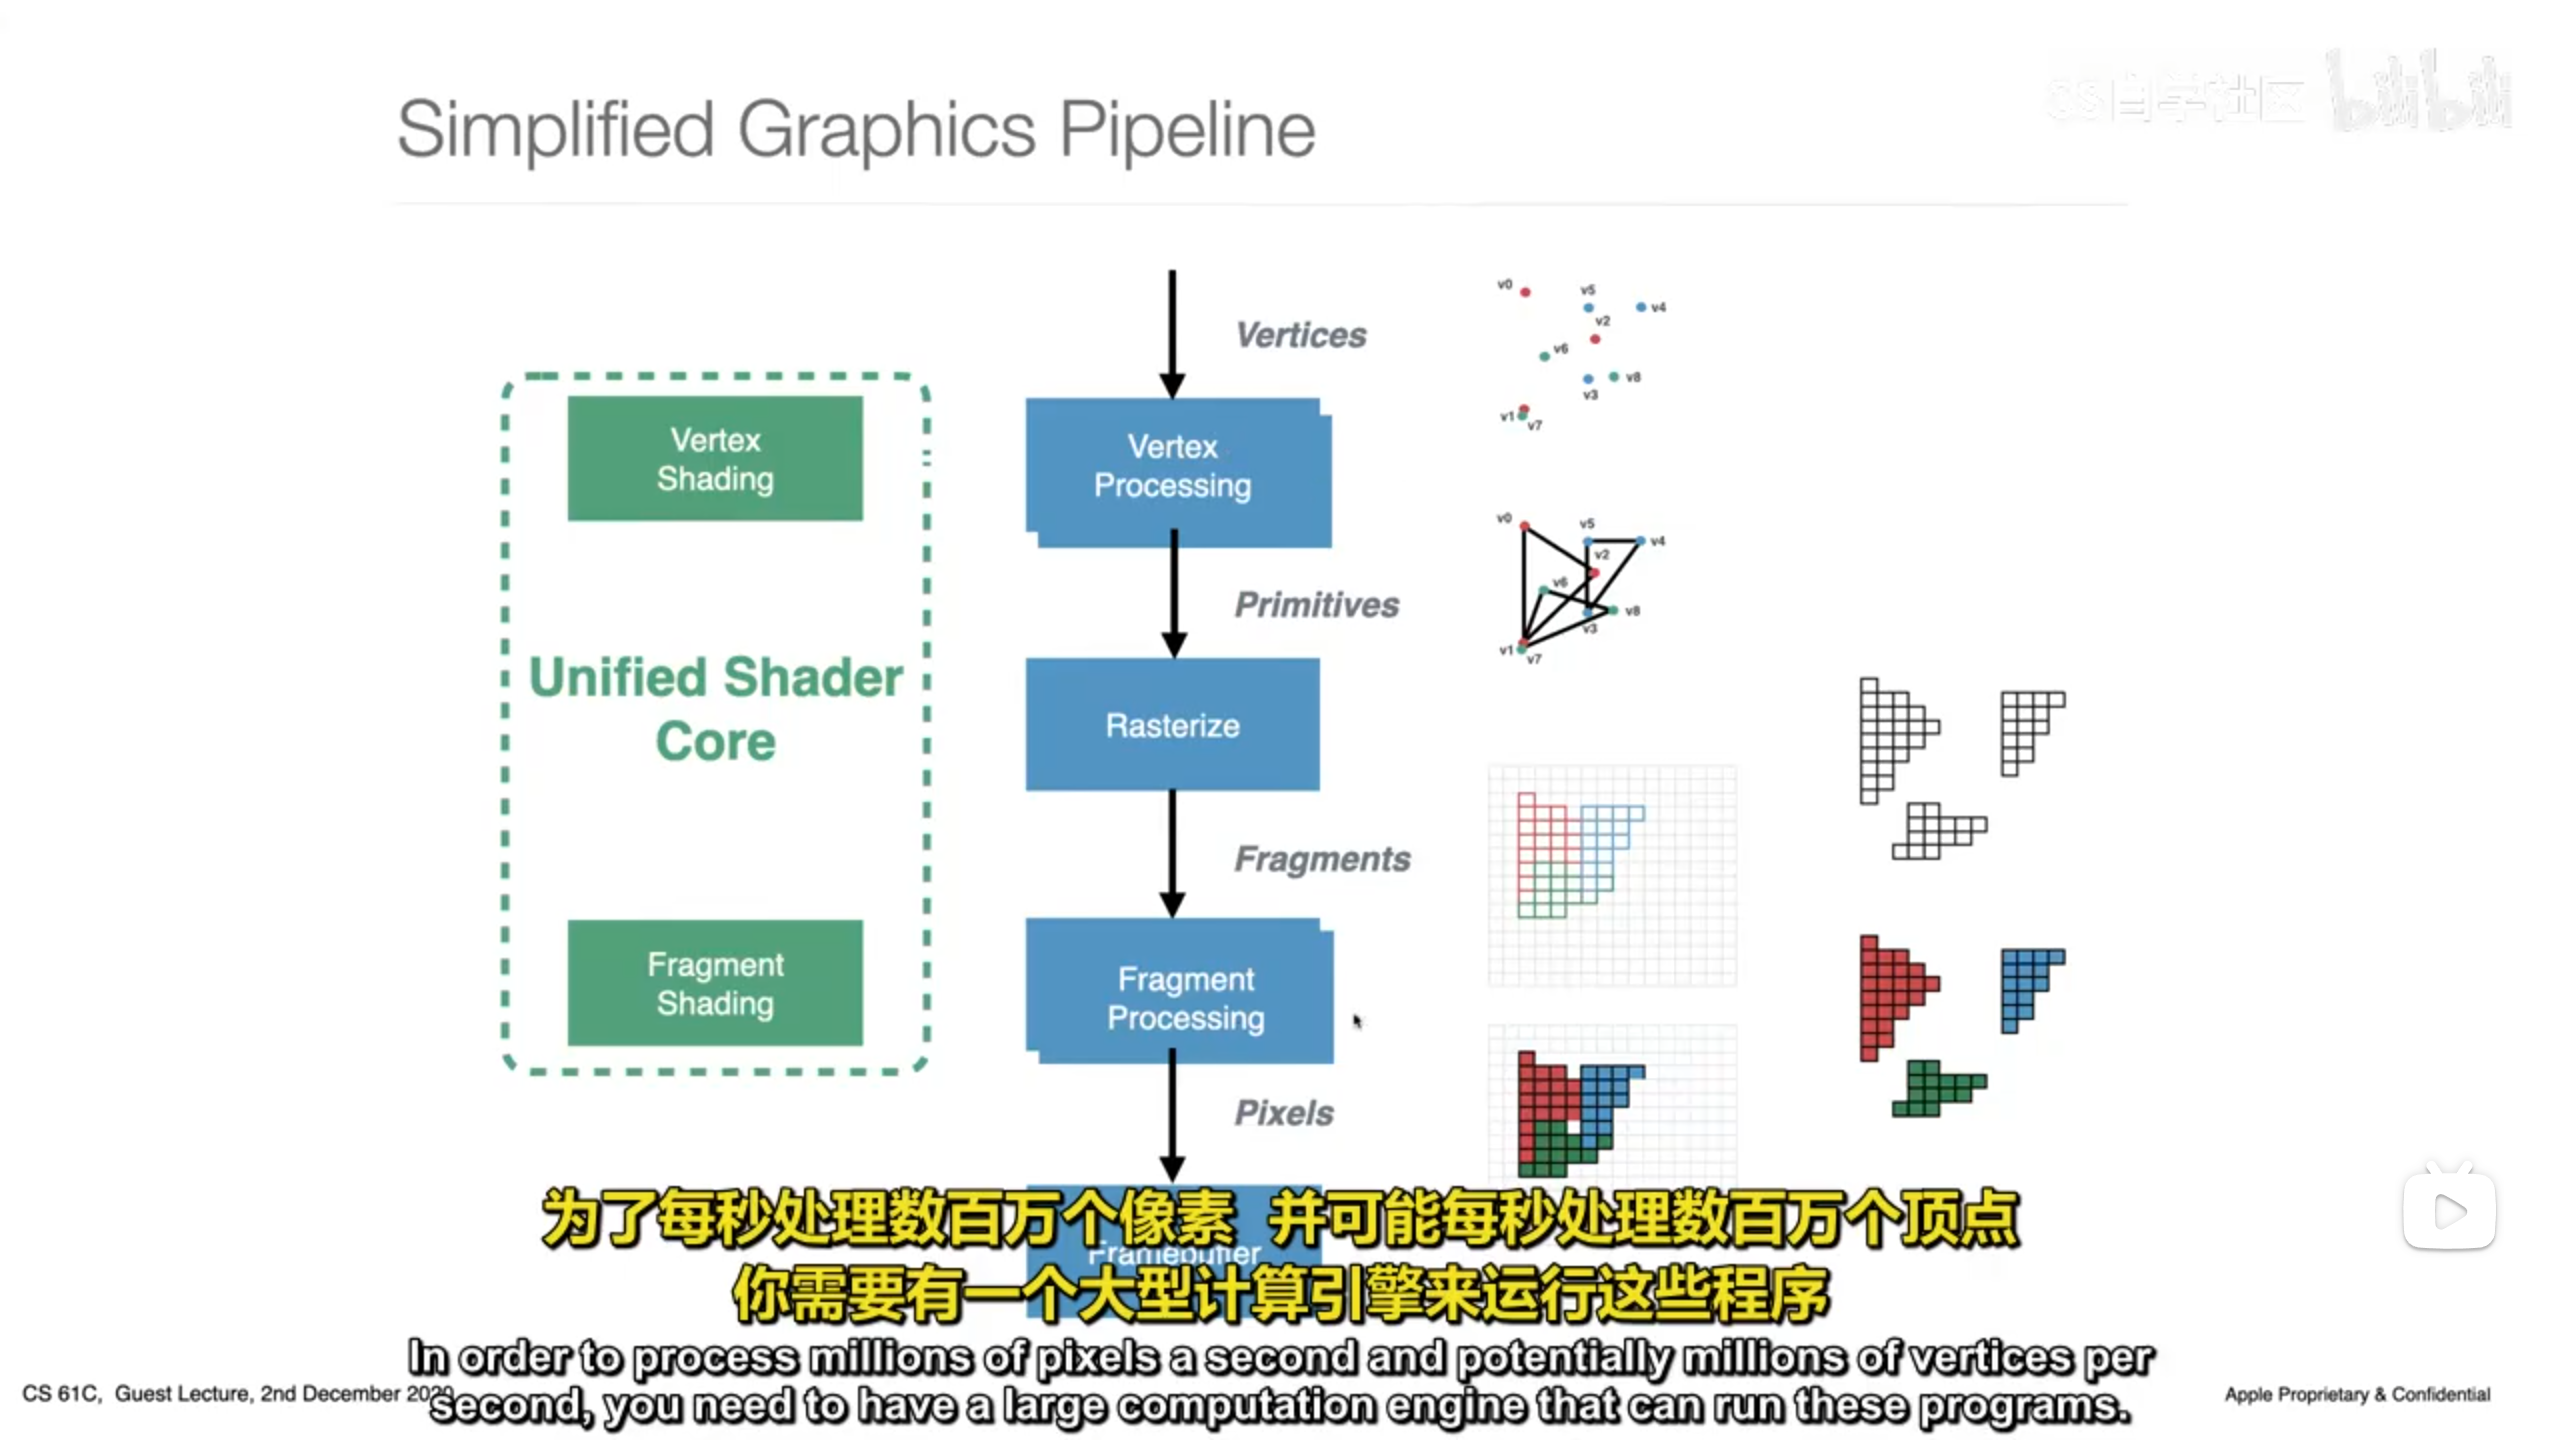 CS自学社区 bilibili
Simplified Graphics Pipeline
Vertices
v0
v5
v4
v2
v6
v8
v3
v1
v7
Vertex
Shading
Vertex
Processing
v0
v5
v4
v2
v6
v8
v3
v1
v7
Primitives
Unified Shader
Core
Rasterize
Fragments
Fragment
Shading
Fragment
Processing
Pixels
Framebuffer
为了每秒处理数百万个像素 并可能每秒处理数百万个顶点
你需要有一个大型计算引擎来运行这些程序
In order to process millions of pixels a second and potentially millions of vertices per
second, you need to have a large computation engine that can run these programs.
CS 61C, Guest Lecture, 2nd December 2020
Apple Proprietary & Confidential